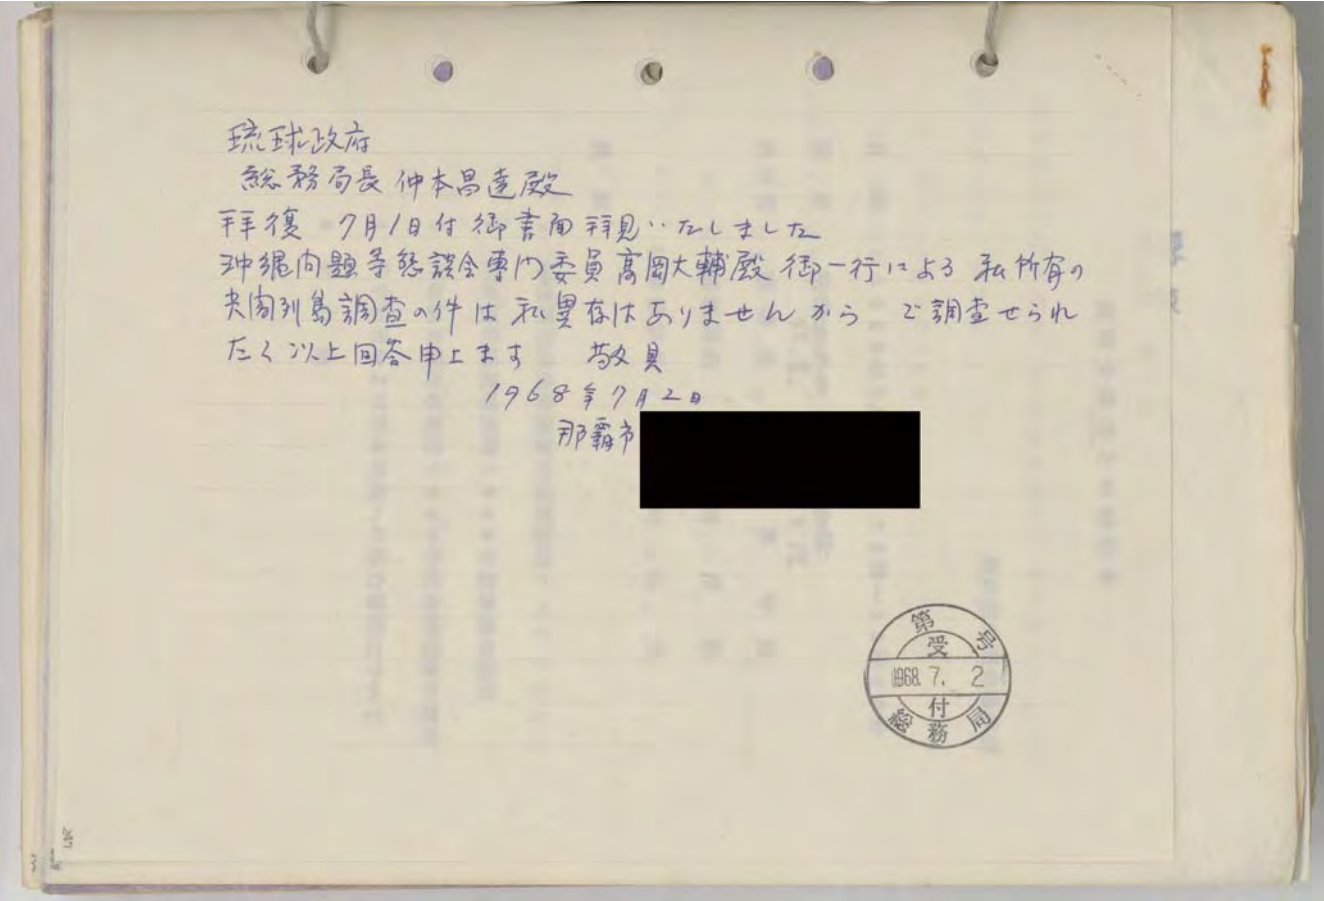 琉球政府
総務局長 仲本昌達殿
拝復 7月1日付御書面拝見いたしました
沖縄問題等懇談会専門委員高岡大輔殿御一行による私所有の
尖閣列島調査の件は私異存はありませんから ご調査せられ
たく以上回答申上ます 敬具
1968年7月2日
那覇市
第 号
受
1968. 7. 2
付
総務局
247